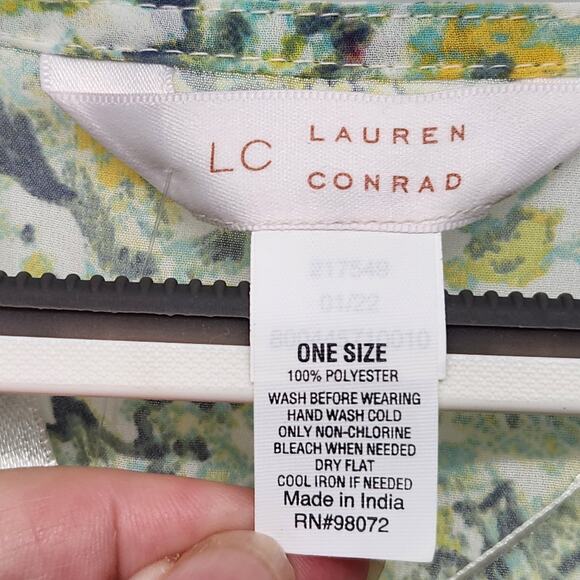 LC LAUREN
CONRAD
217549
01/22
ONE SIZE
100% POLYESTER
WASH BEFORE WEARING
HAND WASH COLD
ONLY NON-CHLORINE
BLEACH WHEN NEEDED
DRY FLAT
COOL IRON IF NEEDED
Made in India
RN#98072